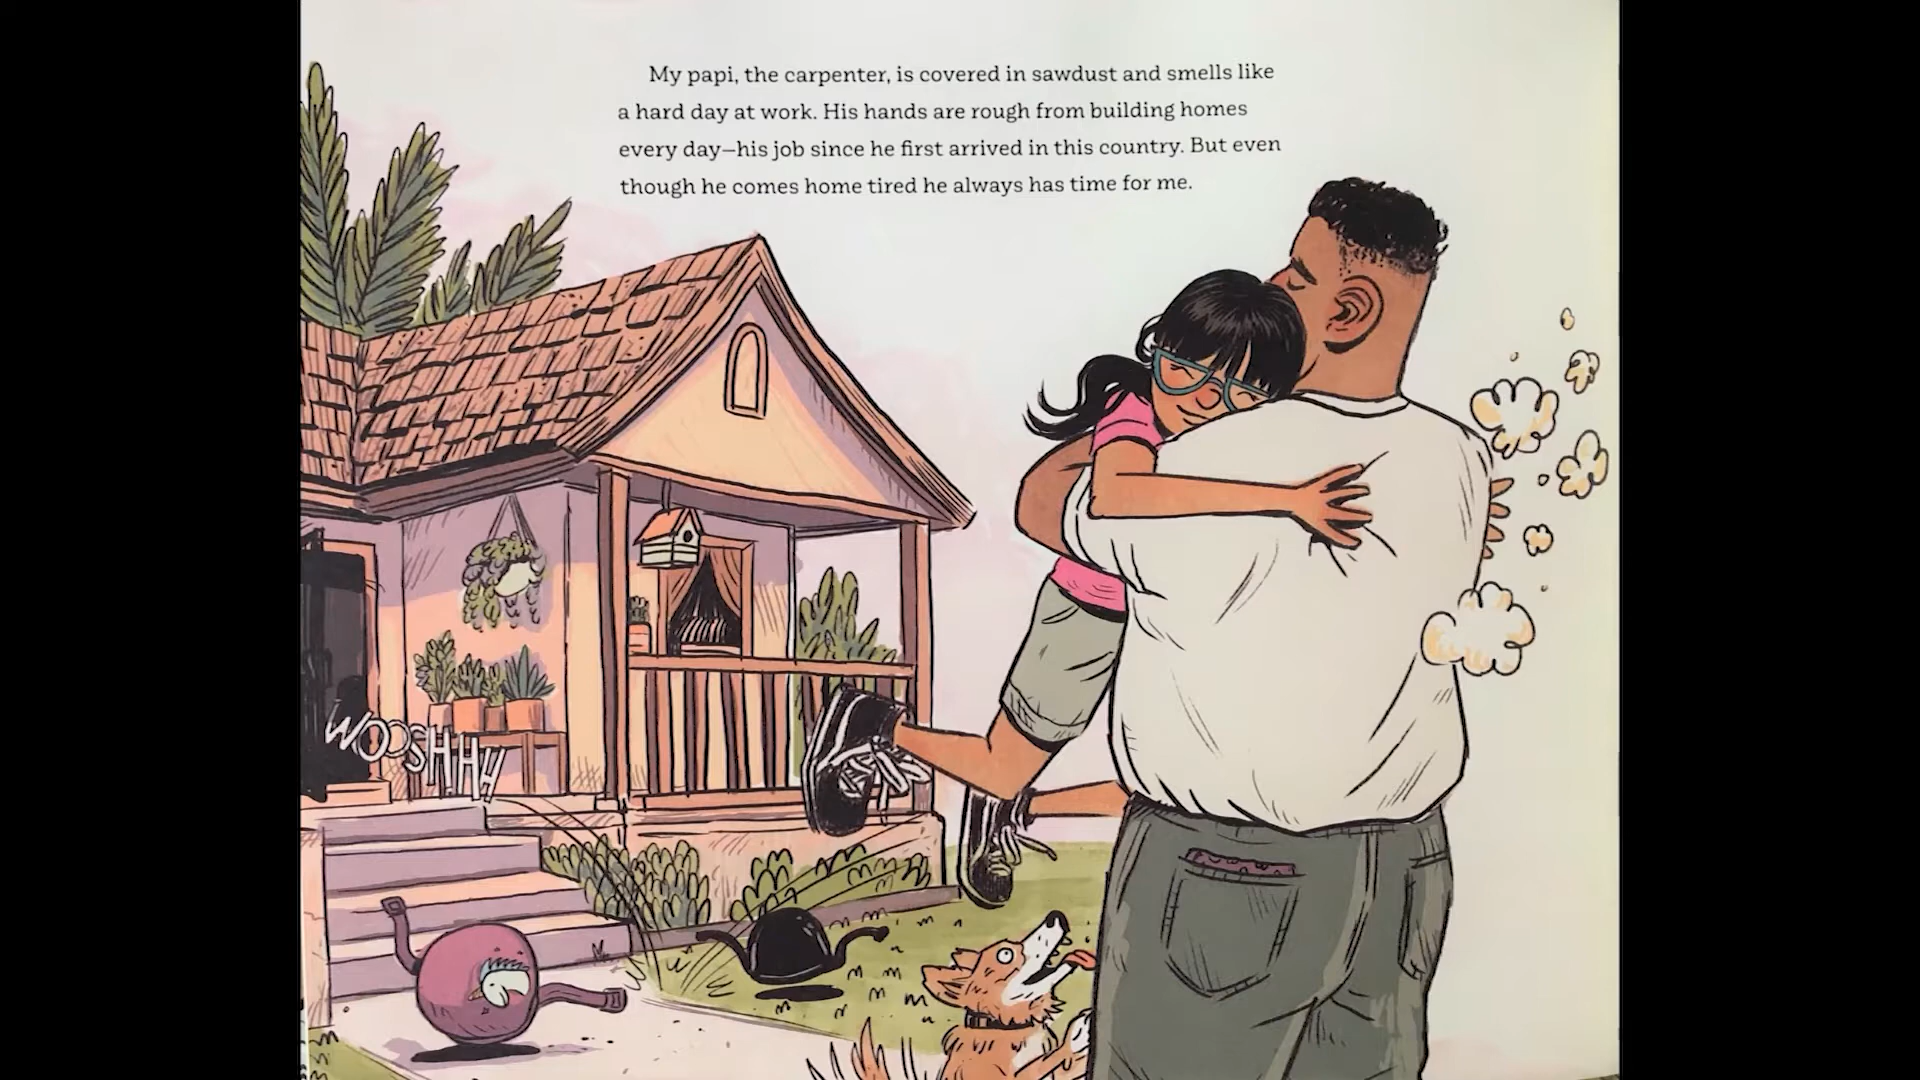 My papi, the carpenter, is covered in sawdust and smells like
a hard day at work. His hands are rough from building homes
every day—his job since he first arrived in this country. But even
though he comes home tired he always has time for me.
WOOSHHH